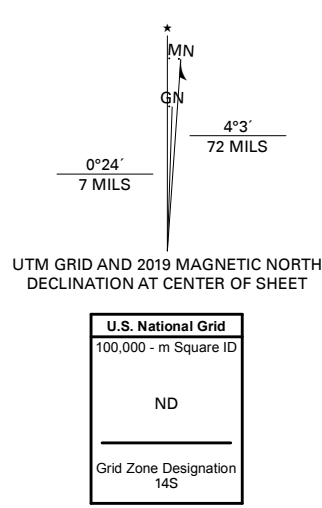 ★
MN
GN
4°3´
72 MILS
0°24´
7 MILS
UTM GRID AND 2019 MAGNETIC NORTH
DECLINATION AT CENTER OF SHEET
U.S. National Grid
100,000 - m Square ID
ND
Grid Zone Designation
14S